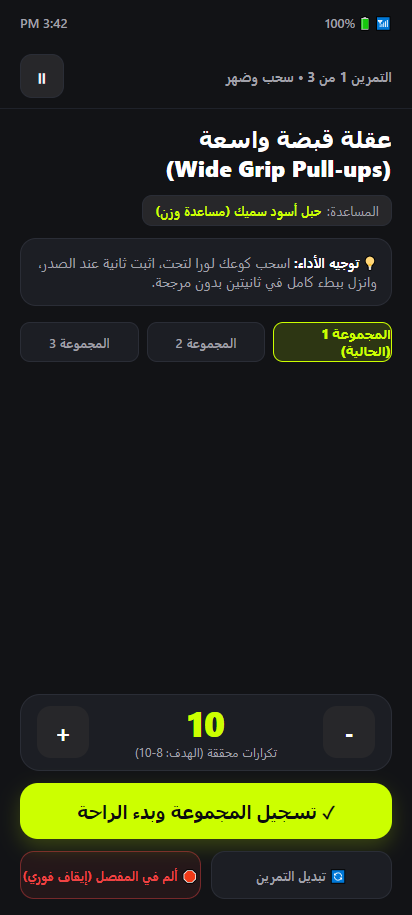 PM 3:42
100% 🔋 📶
التمرين 1 من 3 • سحب وضهر
⏸
عقلة قبضة واسعة
(Wide Grip Pull-ups)
المساعدة: حبل أسود سميك (مساعدة وزن)
💡 توجيه الأداء: اسحب كوعك لورا لتحت، اثبت ثانية عند الصدر،
وانزل ببطء كامل في ثانيتين بدون مرجحة.
المجموعة 1
(الحالية)
المجموعة 2
المجموعة 3
-
10
تكرارات محققة (الهدف: 8-10)
+
✓ تسجيل المجموعة وبدء الراحة
🔄 تبديل التمرين
🛑 ألم في المفصل (إيقاف فوري)